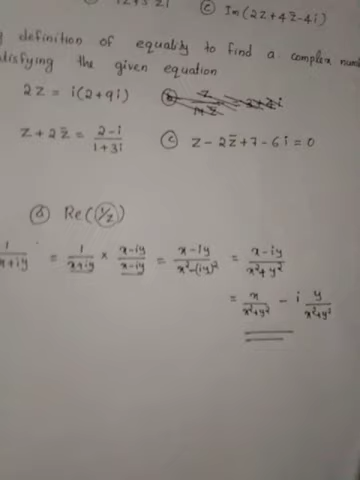 © Im(2z+4z̄-4i)
definition of equality to find a complex
the given equation
2z = i(2+9i)
z + 2z̄ = 2-i / 1+3i © z - 2z̄ + 7 - 6i = 0
ⓓ Re(1/z)
1/x+iy = 1/x+iy × x-iy/x-iy = x-iy/x²-(iy)² = x-iy/x²+y²
= x/x²+y² - i y/x²+y²